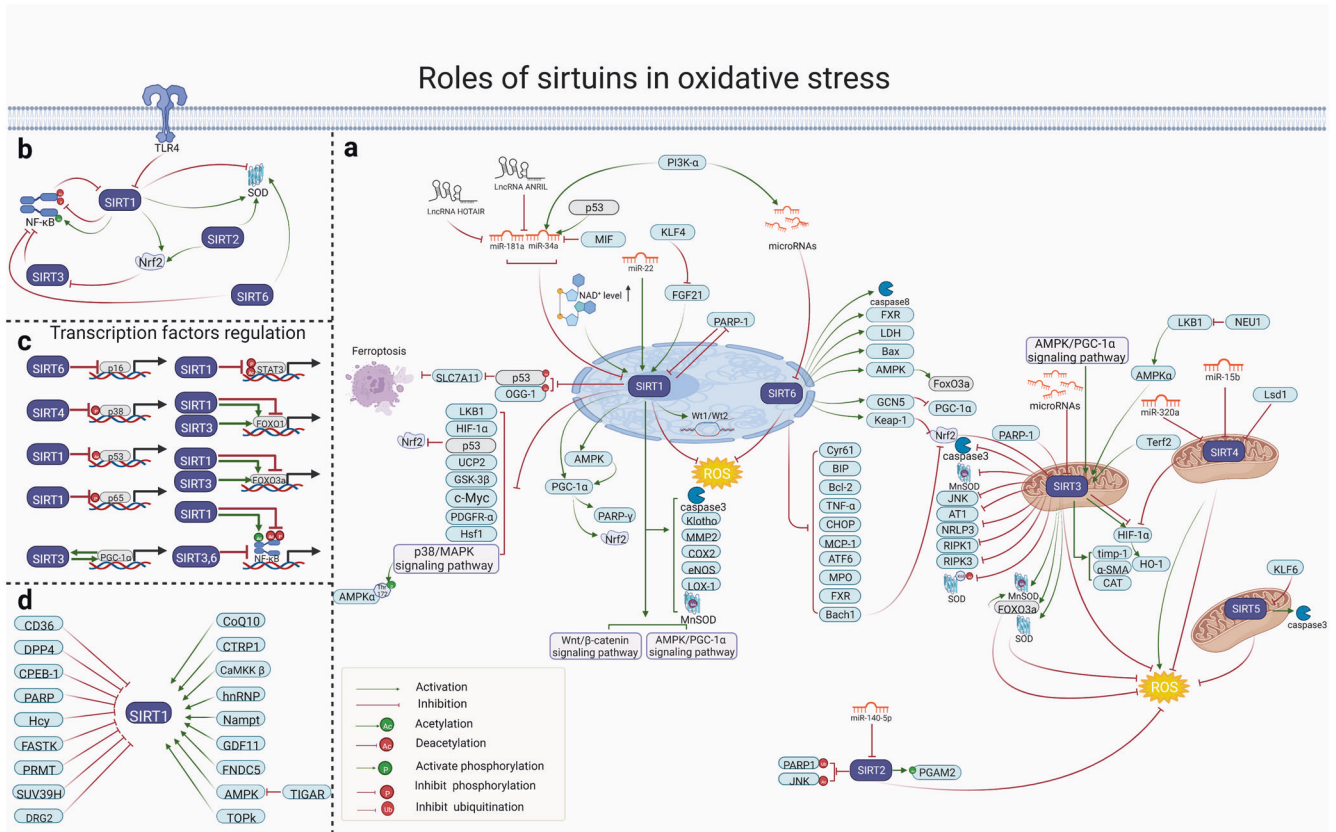 Roles of sirtuins in oxidative stress
b
TLR4
SIRT1
SOD
NF-κB
SIRT2
Nrf2
SIRT3
SIRT6
Transcription factors regulation
c
SIRT6
p16
SIRT1
STAT3
SIRT4
p38
SIRT1
SIRT3
FOXO1
SIRT1
p53
SIRT1
SIRT3
FOXO3a
SIRT1
p65
SIRT1
SIRT3
PGC-1α
SIRT3,6
NF-κB
d
CD36
DPP4
CPEB-1
PARP
Hcy
FASTK
PRMT
SUV39H
DRG2
SIRT1
CoQ10
CTRP1
CaMKK β
hnRNP
Nampt
GDF11
FNDC5
AMPK
TIGAR
TOPk
a
LncRNA HOTAIR
LncRNA ANRIL
PI3K-α
p53
miR-181a
miR-34a
MIF
KLF4
microRNAs
miR-22
NAD⁺ level
FGF21
PARP-1
Ferroptosis
SLC7A11
p53
OGG-1
SIRT1
SIRT6
Wt1/Wt2
ROS
LKB1
HIF-1α
Nrf2
p53
UCP2
GSK-3β
c-Myc
PDGFR-α
Hsf1
p38/MAPK
signaling pathway
AMPKα
Thr
172
AMPK
PGC-1α
PARP-γ
Nrf2
caspase3
Klotho
MMP2
COX2
eNOS
LOX-1
MnSOD
Wnt/β-catenin
signaling pathway
AMPK/PGC-1α
signaling pathway
caspase8
FXR
LDH
Bax
AMPK
FoxO3a
GCN5
PGC-1α
Keap-1
Nrf2
Cyr61
BIP
Bcl-2
TNF-α
CHOP
MCP-1
ATF6
MPO
FXR
Bach1
PARP-1
caspase3
MnSOD
JNK
AT1
NRLP3
RIPK1
RIPK3
SOD
AMPK/PGC-1α
signaling pathway
microRNAs
LKB1
NEU1
AMPKα
miR-15b
miR-320a
Lsd1
Terf2
SIRT3
SIRT4
HIF-1α
timp-1
α-SMA
CAT
HO-1
MnSOD
FOXO3a
SOD
KLF6
SIRT5
caspase3
ROS
miR-140-5p
PARP1
JNK
SIRT2
PGAM2
Activation
Inhibition
Ac
Acetylation
Ac
Deacetylation
P
Activate phosphorylation
P
Inhibit phosphorylation
Ub
Inhibit ubiquitination